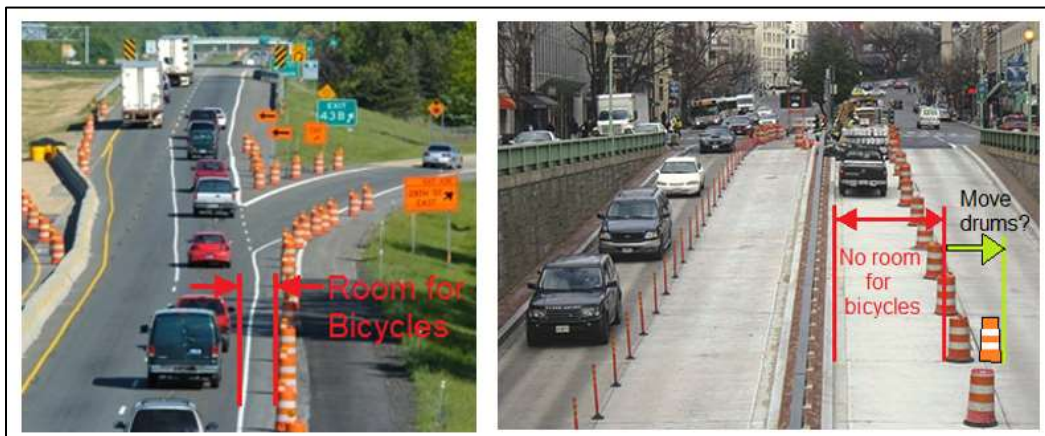 EXIT
43B
Room for
Bicycles
Move
drums?
No room
for
bicycles